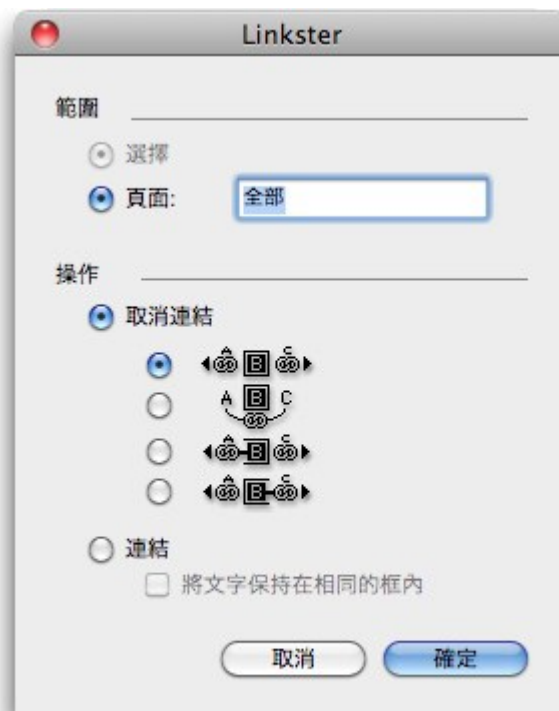 Linkster
範圍
選擇
頁面: 全部
操作
取消連結
A B C
A B C
A B C
A B C
連結
將文字保持在相同的框內
取消 確定